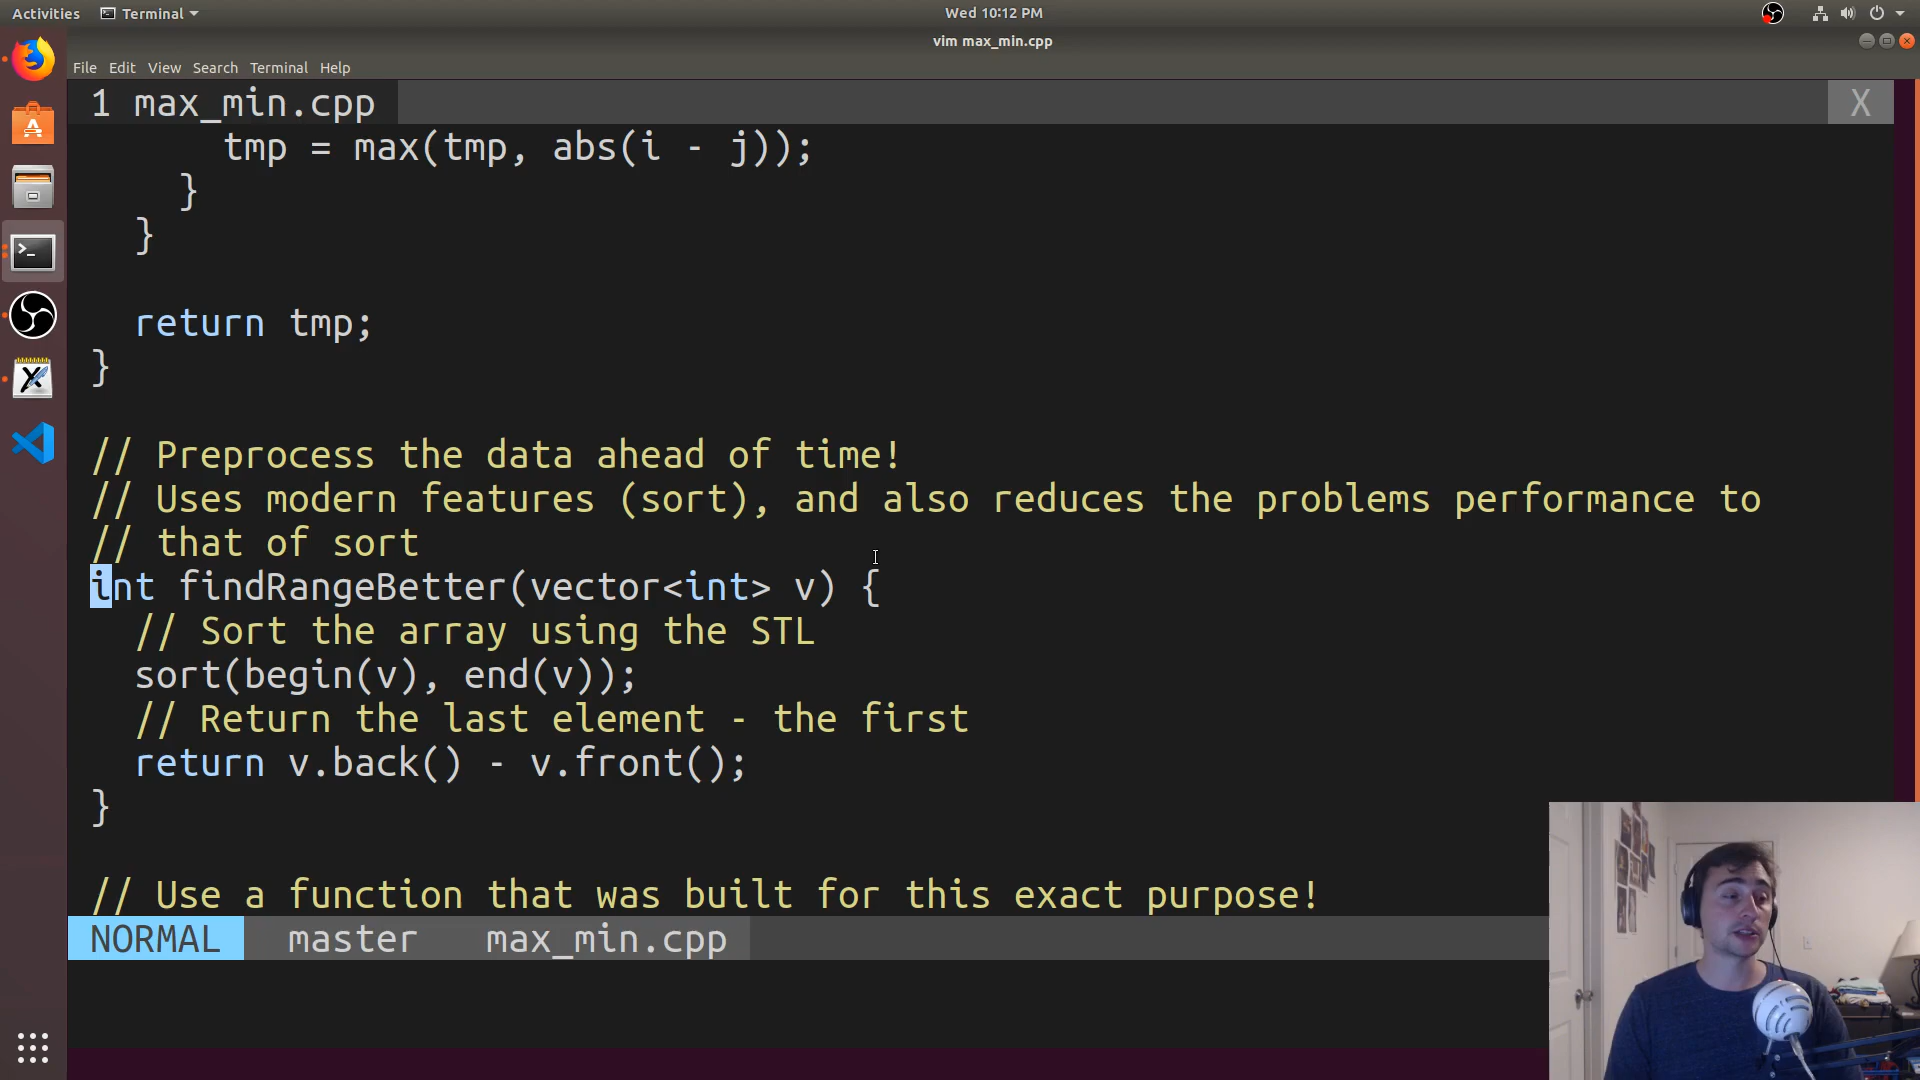 Activities
Terminal
Wed 10:12 PM
vim max_min.cpp
File Edit View Search Terminal Help
1 max_min.cpp
X
tmp = max(tmp, abs(i - j));
}
}
return tmp;
}
// Preprocess the data ahead of time!
// Uses modern features (sort), and also reduces the problems performance to
// that of sort
int findRangeBetter(vector<int> v) {
// Sort the array using the STL
sort(begin(v), end(v));
// Return the last element - the first
return v.back() - v.front();
}
// Use a function that was built for this exact purpose!
NORMAL master max_min.cpp